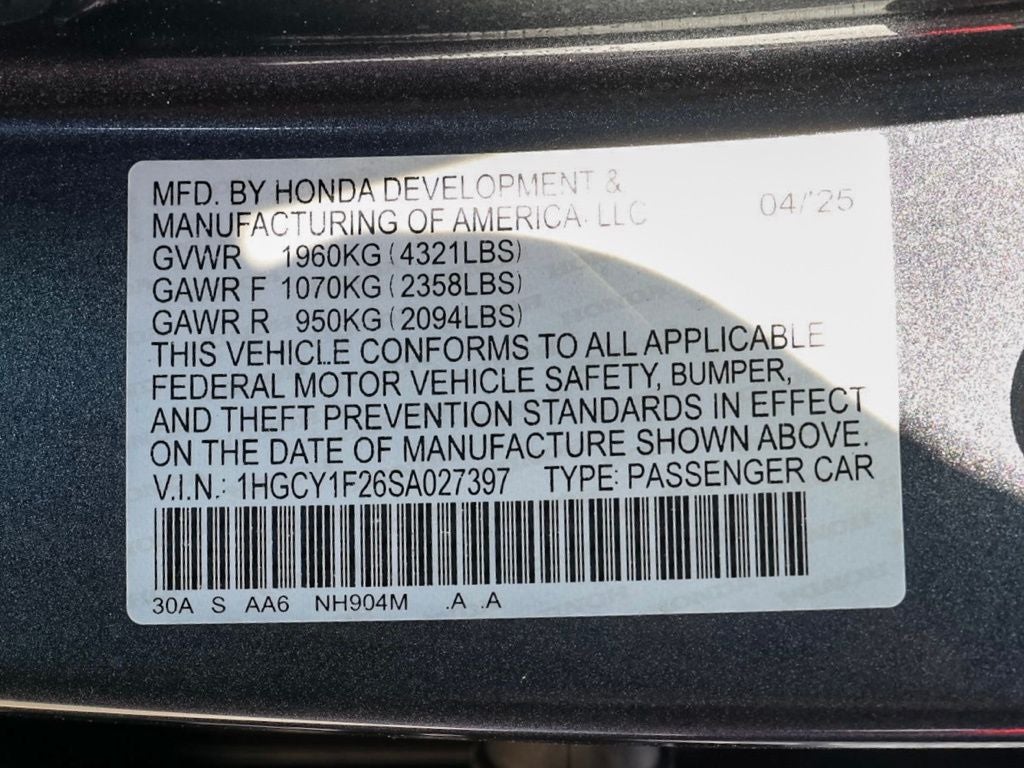 MFD. BY HONDA DEVELOPMENT &
MANUFACTURING OF AMERICA, LLC 04/'25
GVWR 1960KG (4321LBS)
GAWR F 1070KG (2358LBS)
GAWR R 950KG (2094LBS)
THIS VEHICLE CONFORMS TO ALL APPLICABLE
FEDERAL MOTOR VEHICLE SAFETY, BUMPER,
AND THEFT PREVENTION STANDARDS IN EFFECT
ON THE DATE OF MANUFACTURE SHOWN ABOVE.
V.I.N.: 1HGCY1F26SA027397 TYPE: PASSENGER CAR
30A S AA6 NH904M .A .A